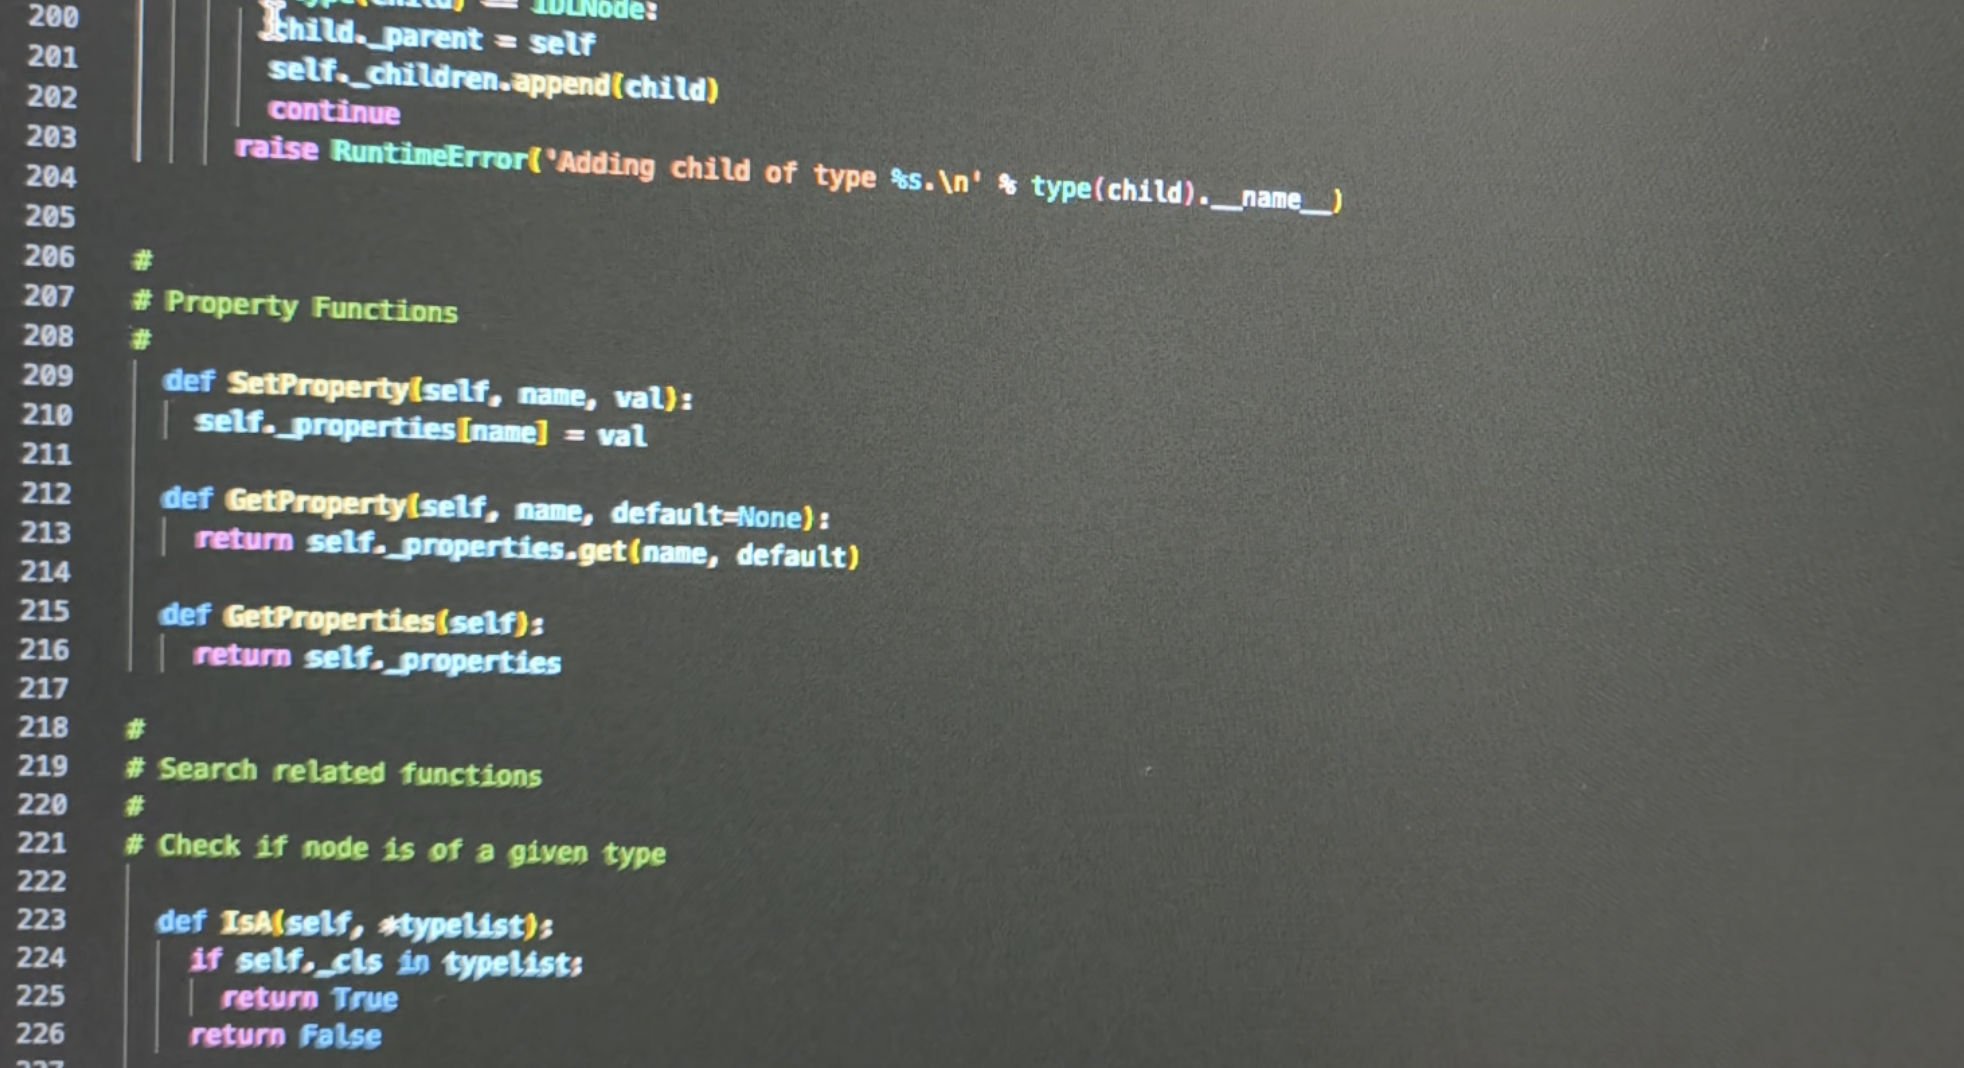 200 child._parent = self
201 self._children.append(child)
202 continue
203 raise RuntimeError('Adding child of type %s.\n' % type(child).__name__)
204
205
206 #
207 # Property Functions
208 #
209 def SetProperty(self, name, val):
210 self._properties[name] = val
211
212 def GetProperty(self, name, default=None):
213 return self._properties.get(name, default)
214
215 def GetProperties(self):
216 return self._properties
217
218 #
219 # Search related functions
220 #
221 # Check if node is of a given type
222
223 def IsA(self, *typelist):
224 if self._cls in typelist:
225 return True
226 return False